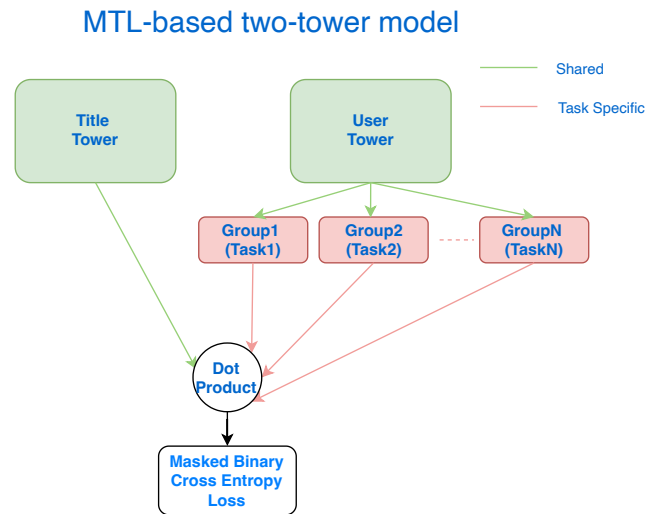 MTL-based two-tower model
Shared
Task Specific
Title
Tower
User
Tower
Group1
(Task1)
Group2
(Task2)
GroupN
(TaskN)
Dot
Product
Masked Binary
Cross Entropy
Loss